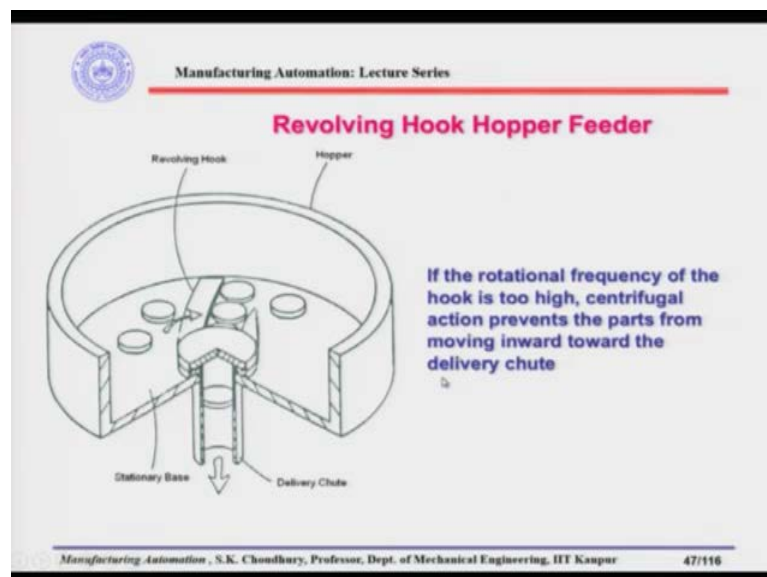 Manufacturing Automation: Lecture Series
Revolving Hook Hopper Feeder
Revolving Hook
Hopper
If the rotational frequency of the
hook is too high, centrifugal
action prevents the parts from
moving inward toward the
delivery chute
Stationary Base
Delivery Chute
Manufacturing Automation , S.K. Choudhury, Professor, Dept. of Mechanical Engineering, IIT Kanpur
47/116